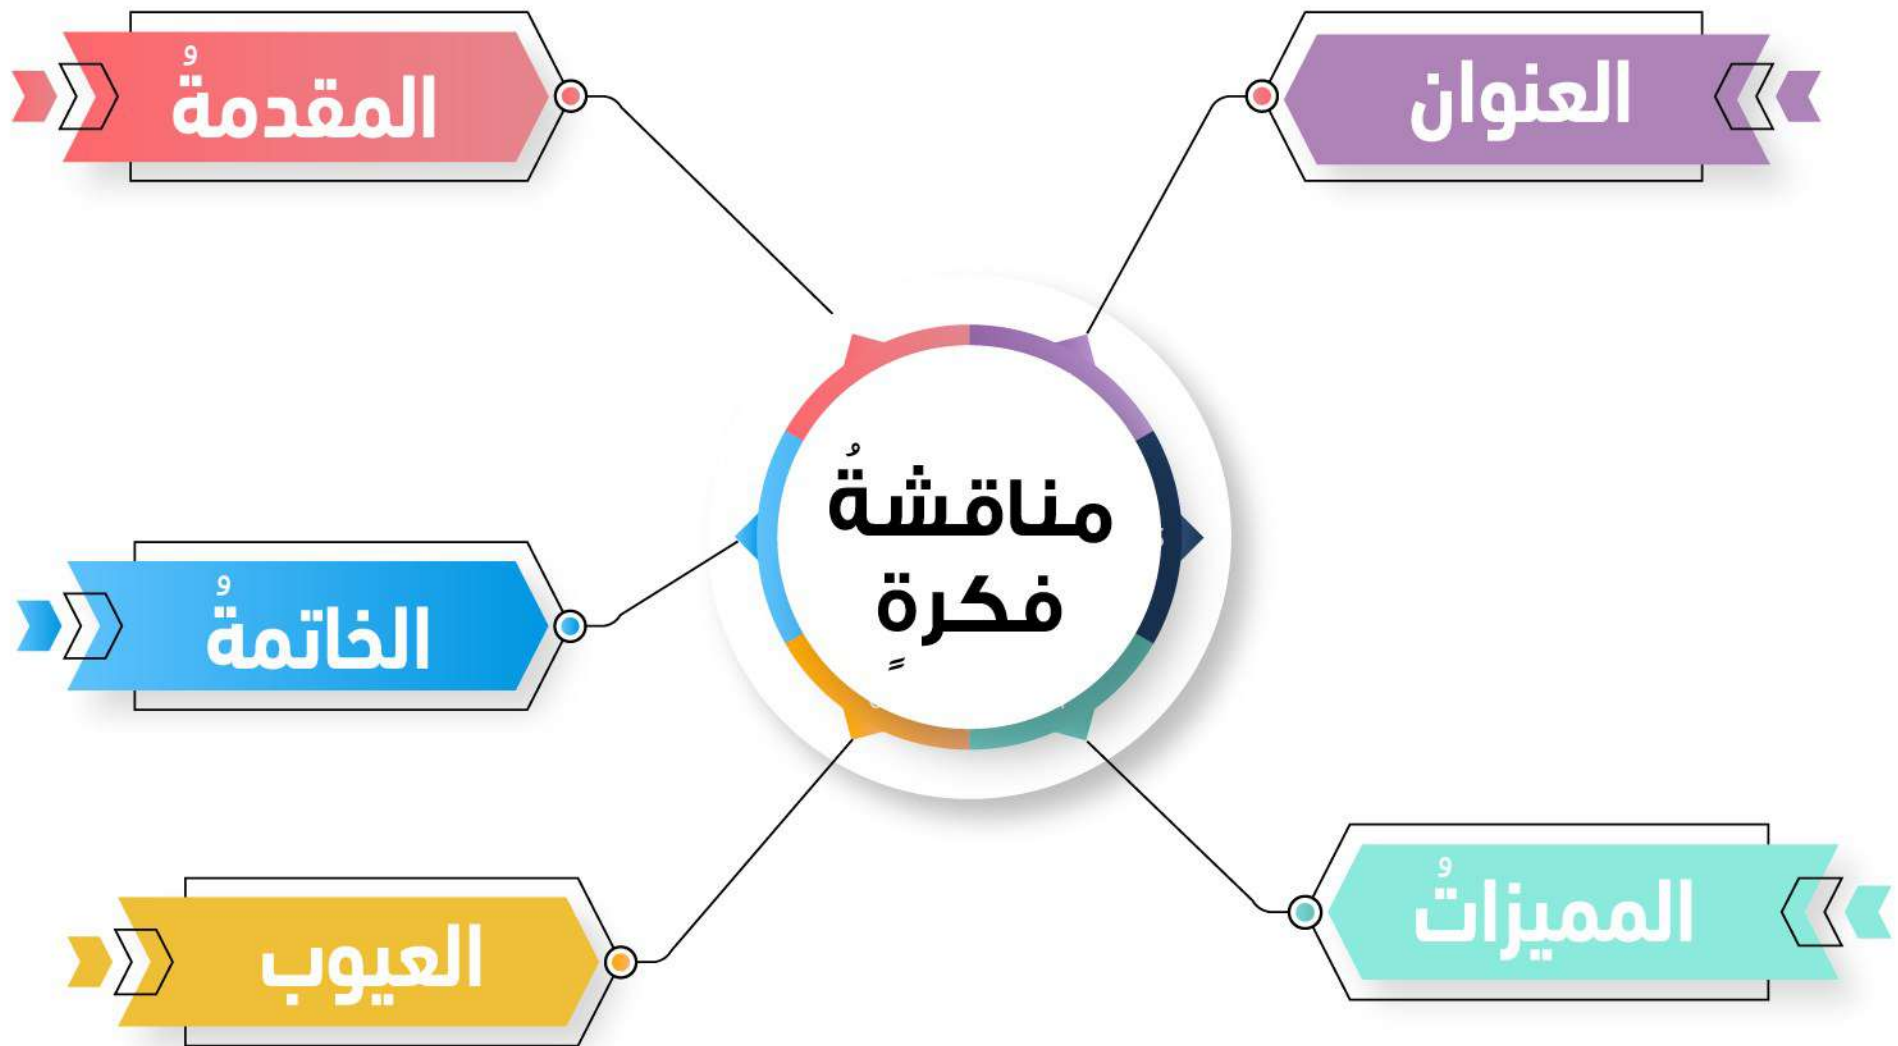 العنوان
المقدمةُ
مناقشةُ
فكرةٍ
الخاتمةُ
المميزاتُ
العيوب